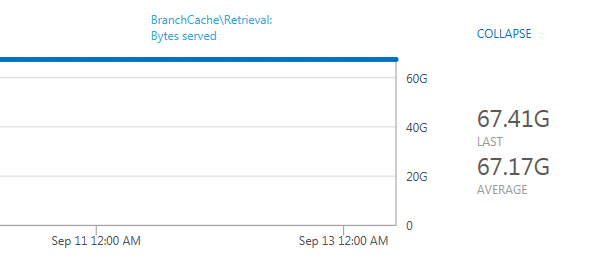 BranchCache\Retrieval:
Bytes served
COLLAPSE
60G
40G
20G
0
Sep 11 12:00 AM
Sep 13 12:00 AM
67.41G
LAST
67.17G
AVERAGE